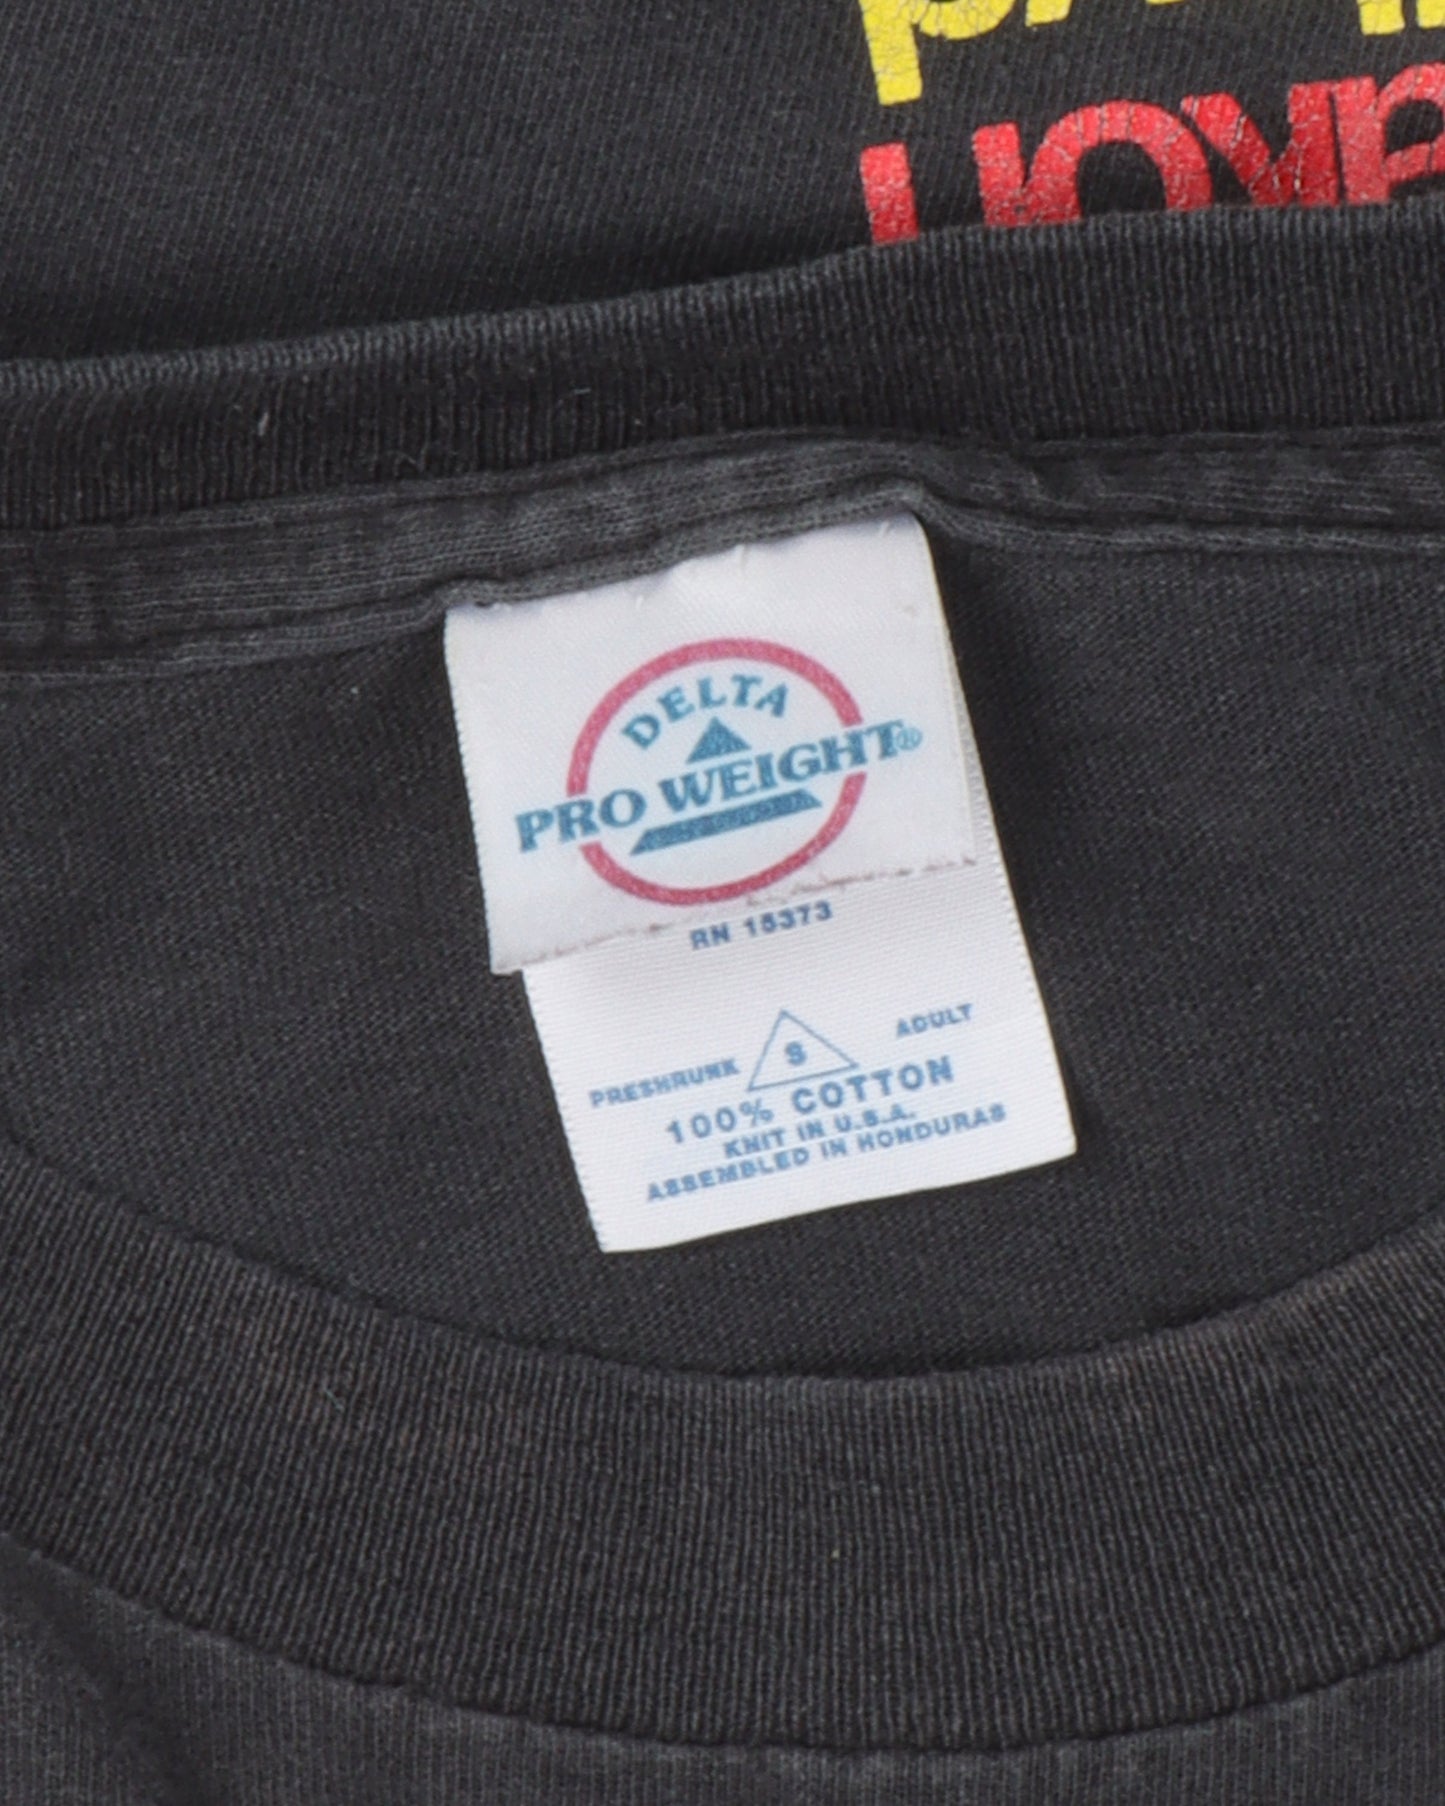 DELTA
PRO WEIGHT®
RN 15373
PRESHRUNK S ADULT
100% COTTON
KNIT IN U.S.A.
ASSEMBLED IN HONDURAS